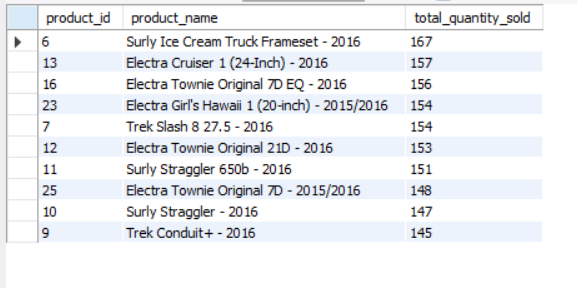 product_id product_name total_quantity_sold
6 Surly Ice Cream Truck Frameset - 2016 167
13 Electra Cruiser 1 (24-Inch) - 2016 157
16 Electra Townie Original 7D EQ - 2016 156
23 Electra Girl's Hawaii 1 (20-inch) - 2015/2016 154
7 Trek Slash 8 27.5 - 2016 154
12 Electra Townie Original 21D - 2016 153
11 Surly Straggler 650b - 2016 151
25 Electra Townie Original 7D - 2015/2016 148
10 Surly Straggler - 2016 147
9 Trek Conduit+ - 2016 145